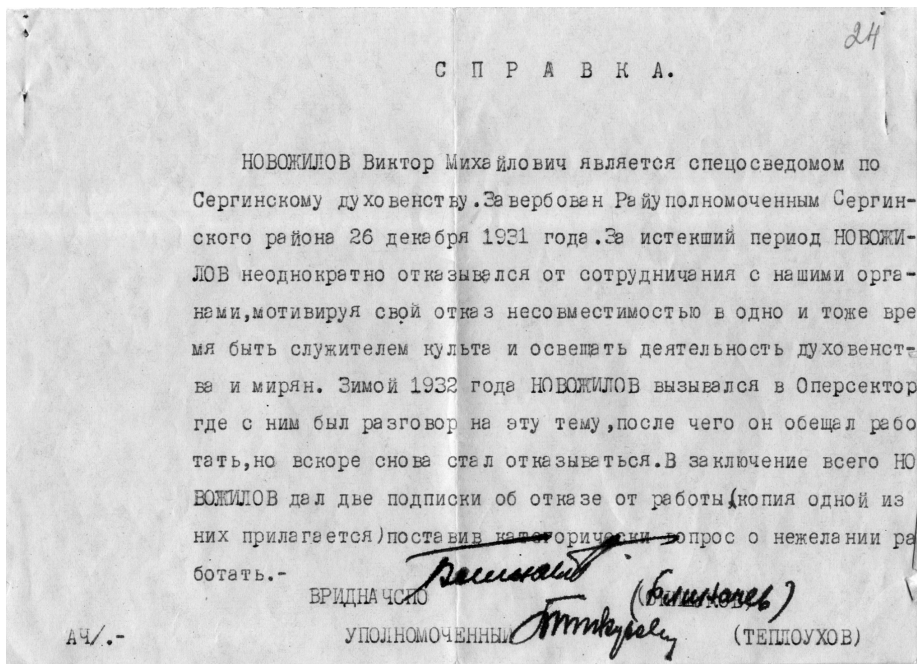 24
С П Р А В К А.
НОВОЖИЛОВ Виктор Михайлович является спецосведомом по
Сергинскому духовенству.Завербован Райуполномоченным Сергин-
ского района 26 декабря 1931 года.За истекший период НОВОЖИ-
ЛОВ неоднократно отказывался от сотрудничания с нашими орга-
нами,мотивируя свой отказ несовместимостью в одно и тоже вре
мя быть служителем культа и освещать деятельность духовенст-
ва и мирян. Зимой 1932 года НОВОЖИЛОВ вызывался в Оперсектор
где с ним был разговор на эту тему,после чего он обещал рабо
тать,но вскоре снова стал отказываться.В заключение всего НО
ВОЖИЛОВ дал две подписки об отказе от работы,(копия одной из
них прилагается)поставив категорически вопрос о нежелании ра
ботать.-
ВРИДНАЧСПО
АЧ/.- УПОЛНОМОЧЕННЫЙ (ТЕПЛОУХОВ)